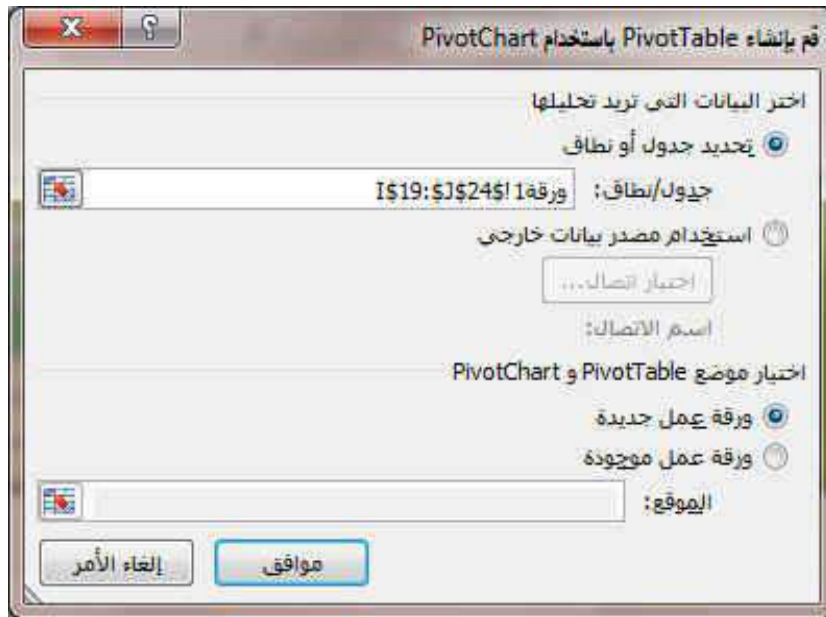 قم بإنشاء PivotTable باستخدام PivotChart
اختر البيانات التي تريد تحليلها
تحديد جدول أو نطاق
جدول/نطاق: ورقة1!$I$19:$J$24
استخدام مصدر بيانات خارجي
اختيار اتصال...
اسم الاتصال:
اختيار موضع PivotTable و PivotChart
ورقة عمل جديدة
ورقة عمل موجودة
الموقع:
موافق
إلغاء الأمر